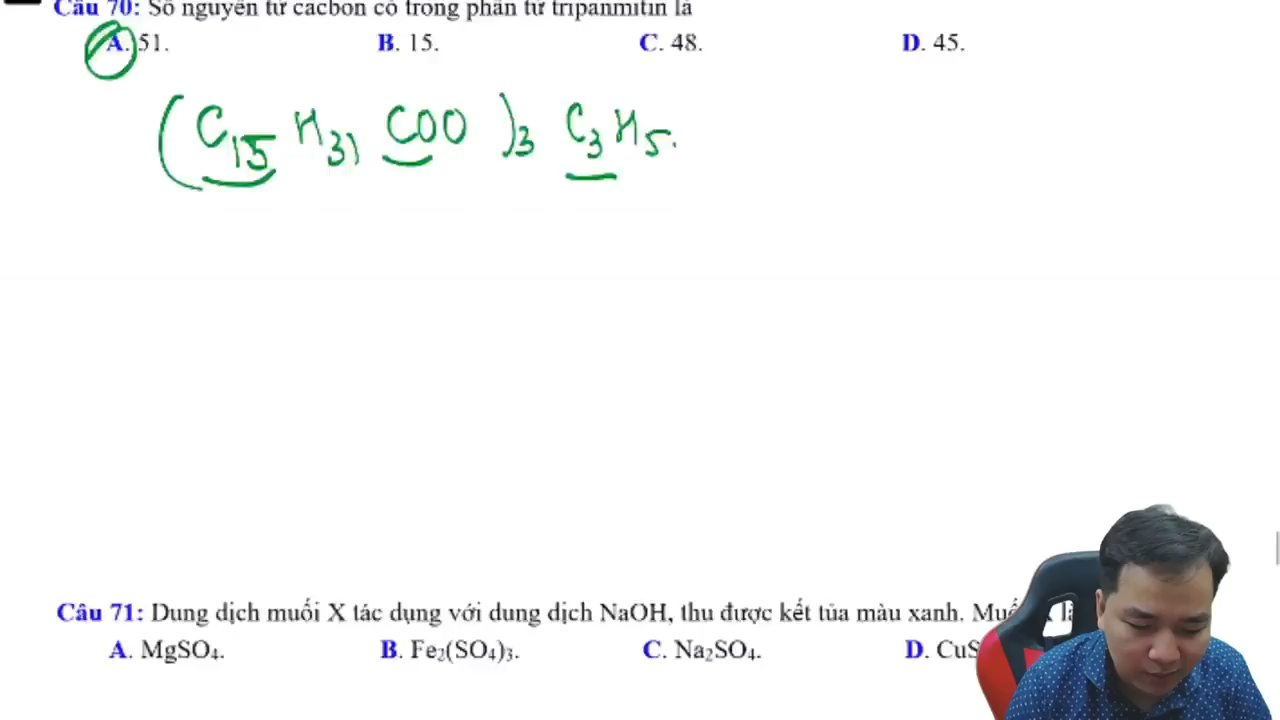 Câu 70: Số nguyên tử cacbon có trong phân tử tripanmitin là
A. 51. B. 15. C. 48. D. 45.
(C₁₅H₃₁COO)₃C₃H₅.
Câu 71: Dung dịch muối X tác dụng với dung dịch NaOH, thu được kết tủa màu xanh.
A. MgSO₄. B. Fe₂(SO₄)₃. C. Na₂SO₄. D.